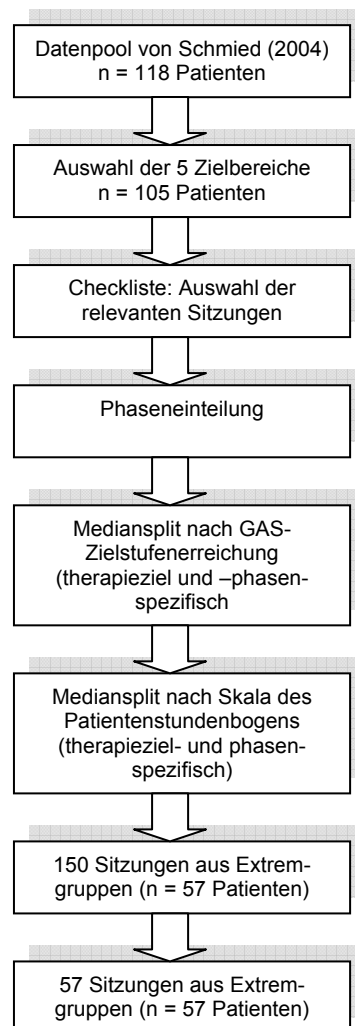 Datenpool von Schmied (2004)
n = 118 Patienten
Auswahl der 5 Zielbereiche
n = 105 Patienten
Checkliste: Auswahl der
relevanten Sitzungen
Phaseneinteilung
Mediansplit nach GAS-
Zielstufenerreichung
(therapieziel und –phasen-
spezifisch
Mediansplit nach Skala des
Patientenstundenbogens
(therapieziel- und phasen-
spezifisch)
150 Sitzungen aus Extrem-
gruppen (n = 57 Patienten)
57 Sitzungen aus Extrem-
gruppen (n = 57 Patienten)